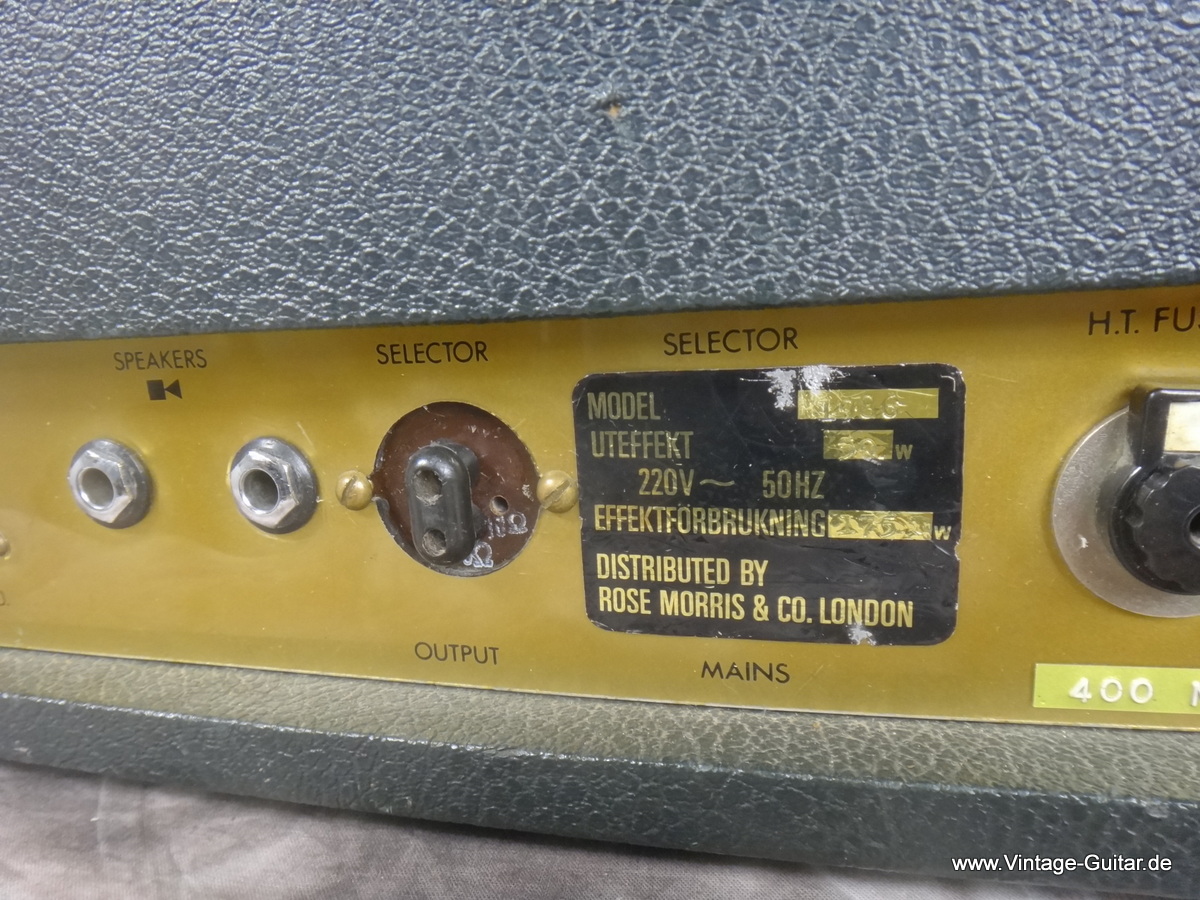 SPEAKERS
SELECTOR
SELECTOR
H.T. FU
MODEL
UTEFFEKT W
220V~ 50HZ
EFFEKTFÖRBRUKNING W
DISTRIBUTED BY
ROSE MORRIS & CO. LONDON
OUTPUT
MAINS
400
www.Vintage-Guitar.de